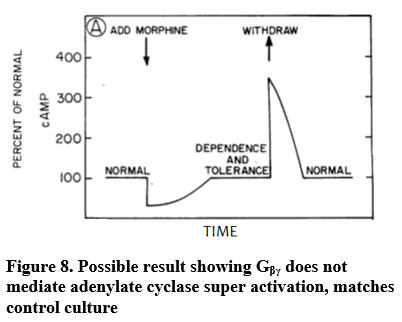 Ⓐ ADD MORPHINE
WITHDRAW
PERCENT OF NORMAL
cAMP
400
300
200
100
NORMAL
DEPENDENCE
AND
TOLERANCE
NORMAL
TIME
Figure 8. Possible result showing Gβγ does not
mediate adenylate cyclase super activation, matches
control culture